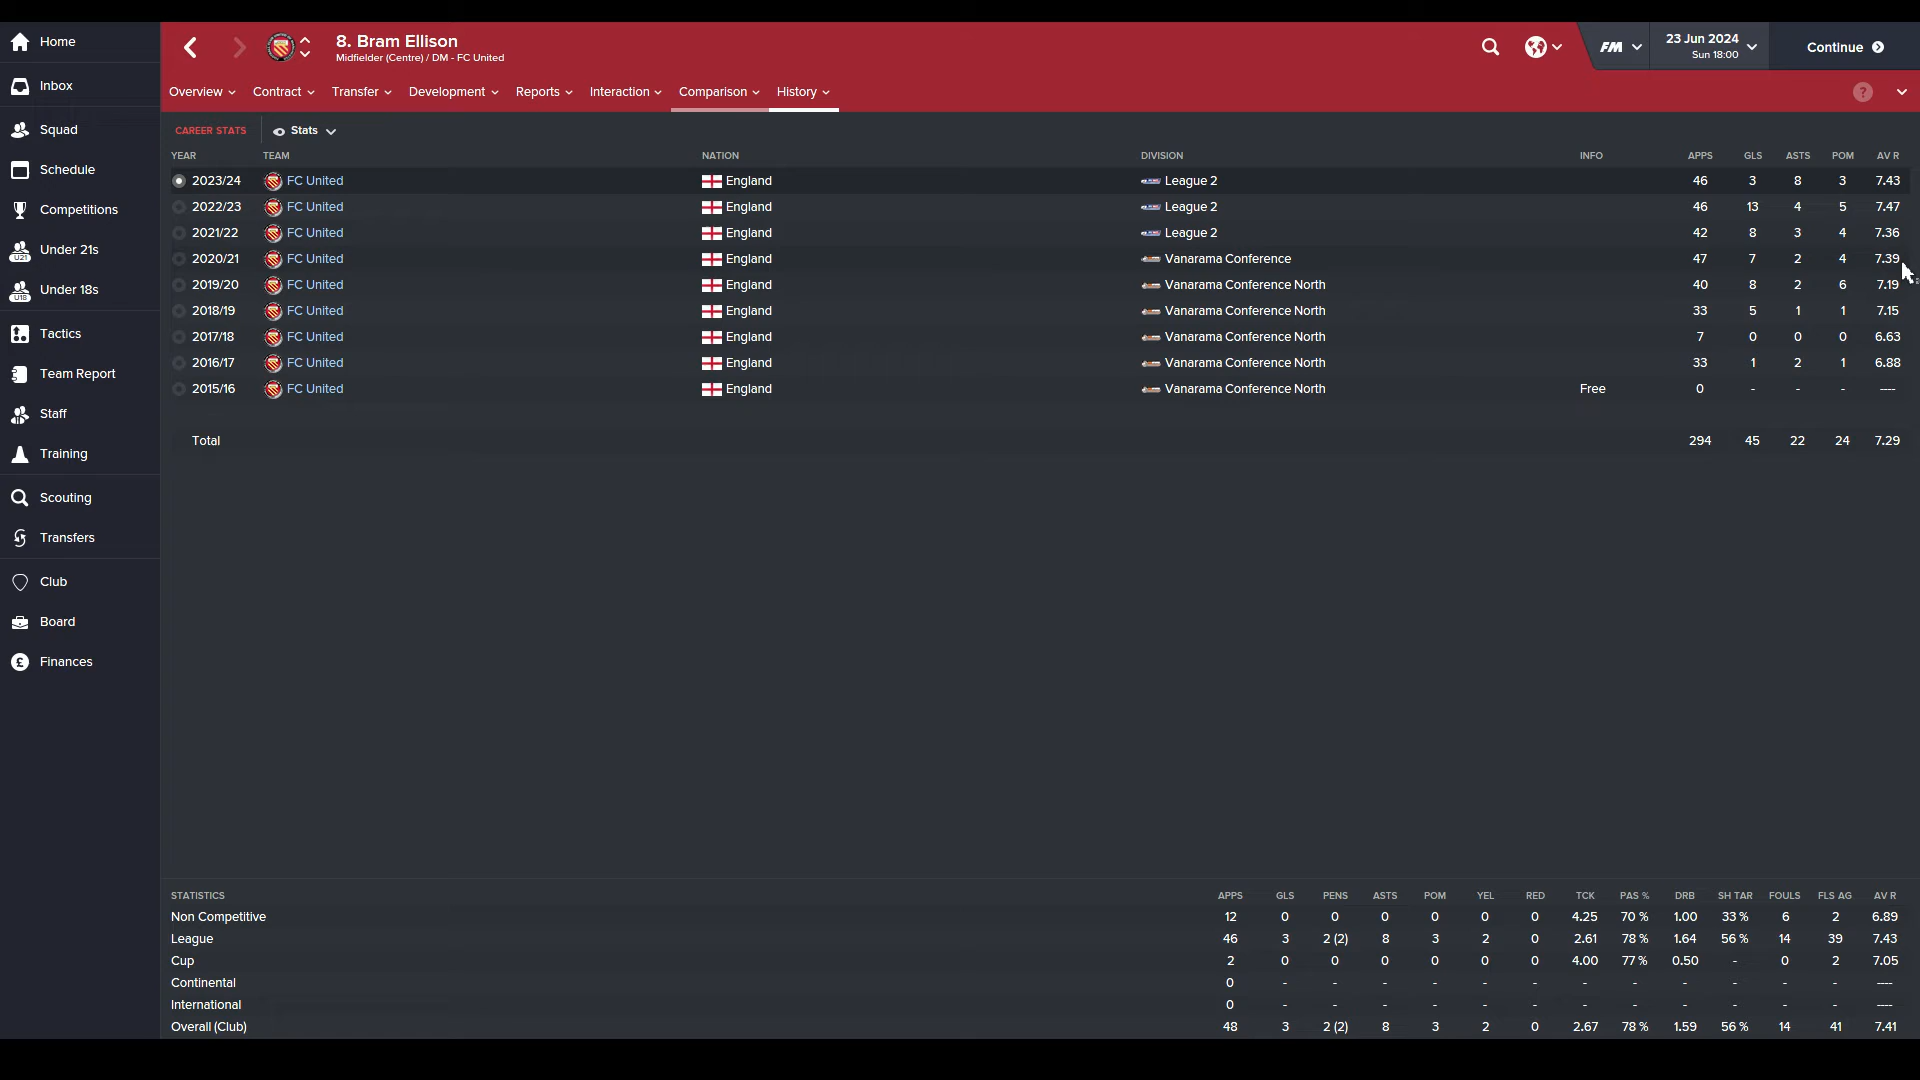 Home
Inbox
Squad
Schedule
Competitions
Under 21s
Under 18s
Tactics
Team Report
Staff
Training
Scouting
Transfers
Club
Board
Finances
8. Bram Ellison
Midfielder (Centre) / DM - FC United
FM
23 Jun 2024
Sun 18:00
Continue
Overview Contract Transfer Development Reports Interaction Comparison History ?
CAREER STATS Stats
YEAR TEAM NATION DIVISION INFO APPS GLS ASTS POM AV R
2023/24 FC United England League 2 46 3 8 3 7.43
2022/23 FC United England League 2 46 13 4 5 7.47
2021/22 FC United England League 2 42 8 3 4 7.36
2020/21 FC United England Vanarama Conference 47 7 2 4 7.39
2019/20 FC United England Vanarama Conference North 40 8 2 6 7.19
2018/19 FC United England Vanarama Conference North 33 5 1 1 7.15
2017/18 FC United England Vanarama Conference North 7 0 0 0 6.63
2016/17 FC United England Vanarama Conference North 33 1 2 1 6.88
2015/16 FC United England Vanarama Conference North Free 0 - - - ----
Total 294 45 22 24 7.29
STATISTICS APPS GLS PENS ASTS POM YEL RED TCK PAS % DRB SH TAR FOULS FLS AG AV R
Non Competitive 12 0 0 0 0 0 0 4.25 70 % 1.00 33 % 6 2 6.89
League 46 3 2 (2) 8 3 2 0 2.61 78 % 1.64 56 % 14 39 7.43
Cup 2 0 0 0 0 0 0 4.00 77 % 0.50 - 0 2 7.05
Continental 0 - - - - - - - - - - - - ----
International 0 - - - - - - - - - - - - ----
Overall (Club) 48 3 2 (2) 8 3 2 0 2.67 78 % 1.59 56 % 14 41 7.41